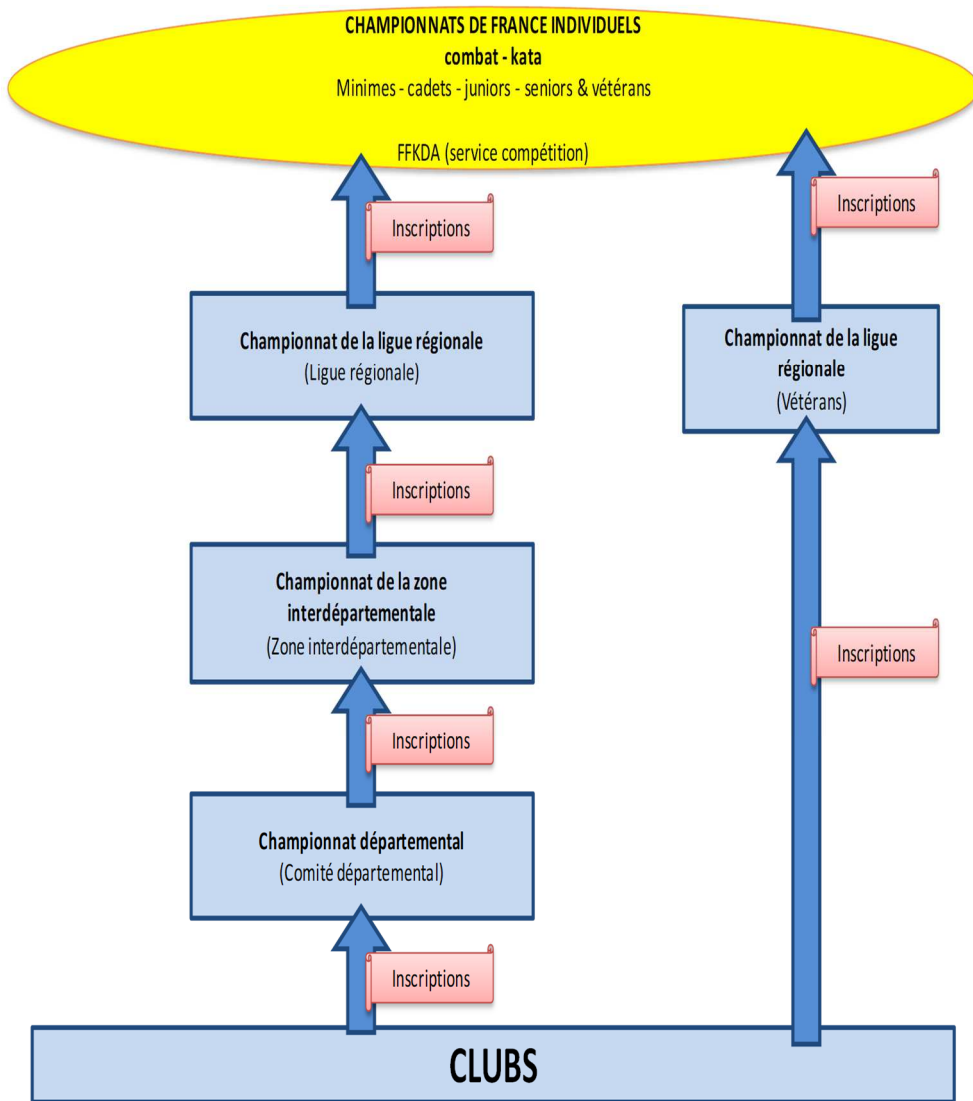 CHAMPIONNATS DE FRANCE INDIVIDUELS
combat - kata
Minimes - cadets - juniors - seniors & vétérans
FFKDA (service compétition)
Inscriptions
Inscriptions
Championnat de la ligue régionale
(Ligue régionale)
Championnat de la ligue
régionale
(Vétérans)
Inscriptions
Championnat de la zone
interdépartementale
(Zone interdépartementale)
Inscriptions
Inscriptions
Championnat départemental
(Comité départemental)
Inscriptions
CLUBS